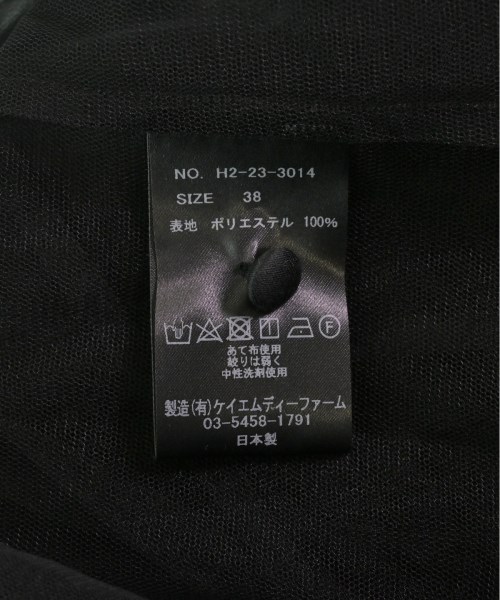 NO. H2-23-3014
SIZE 38
表地 ポリエステル 100%
あて布使用
絞りは弱く
中性洗剤使用
製造(有)ケイエムディーファーム
03-5458-1791
日本製